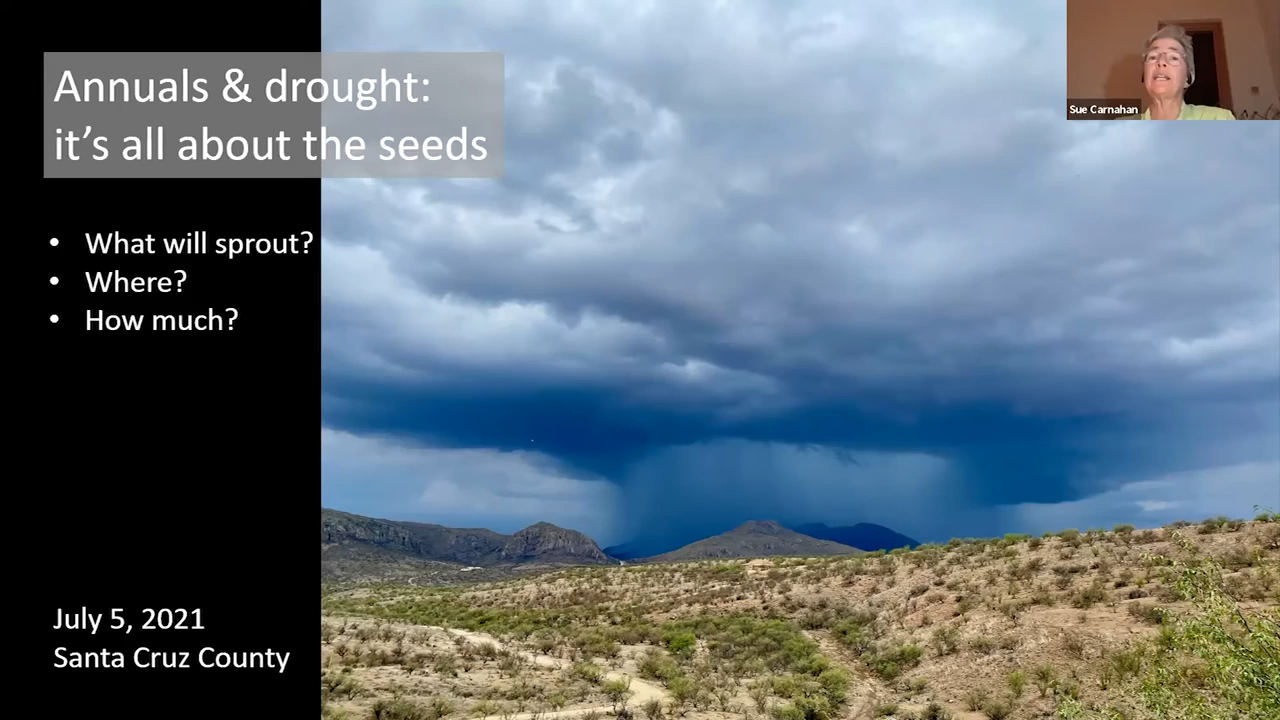 Annuals & drought:
it's all about the seeds
• What will sprout?
• Where?
• How much?
July 5, 2021
Santa Cruz County
Sue Carnahan